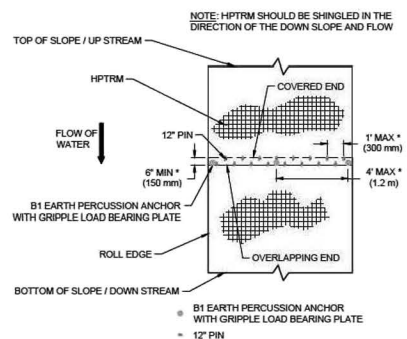 NOTE: HPTRM SHOULD BE SHINGLED IN THE
DIRECTION OF THE DOWN SLOPE AND FLOW
TOP OF SLOPE / UP STREAM
HPTRM
COVERED END
FLOW OF
WATER
12" PIN
1' MAX *
(300 mm)
6" MIN *
(150 mm)
4' MAX *
(1.2 m)
B1 EARTH PERCUSSION ANCHOR
WITH GRIPPLE LOAD BEARING PLATE
ROLL EDGE
OVERLAPPING END
BOTTOM OF SLOPE / DOWN STREAM
B1 EARTH PERCUSSION ANCHOR
WITH GRIPPLE LOAD BEARING PLATE
12" PIN